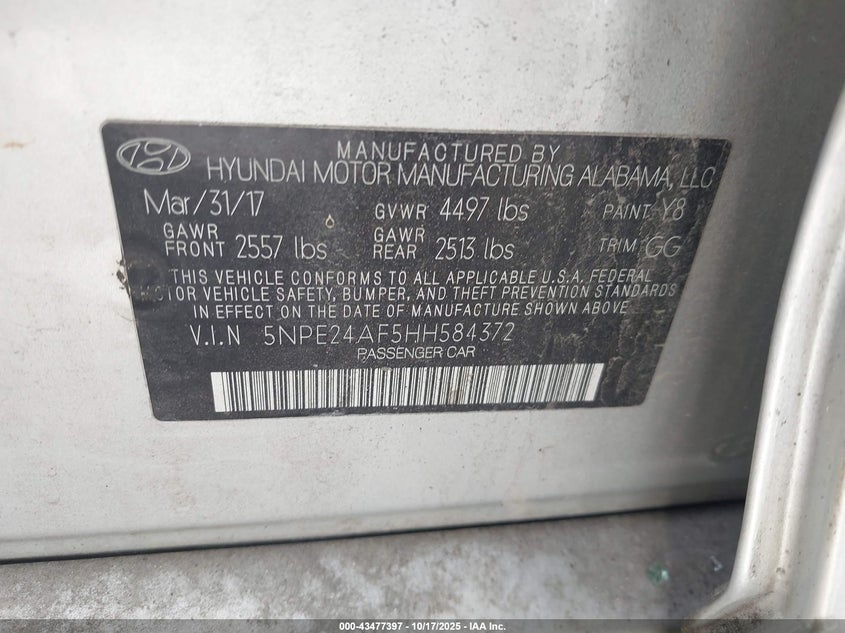 MANUFACTURED BY
HYUNDAI MOTOR MANUFACTURING ALABAMA, LLC
Mar/31/17 GVWR 4497 lbs PAINT Y8
GAWR FRONT 2557 lbs GAWR REAR 2513 lbs TRIM GG
THIS VEHICLE CONFORMS TO ALL APPLICABLE U.S.A. FEDERAL
MOTOR VEHICLE SAFETY, BUMPER, AND THEFT PREVENTION STANDARDS
IN EFFECT ON THE DATE OF MANUFACTURE SHOWN ABOVE
V.I.N 5NPE24AF5HH584372
PASSENGER CAR
000-43477397 - 10/17/2025 - IAA Inc.